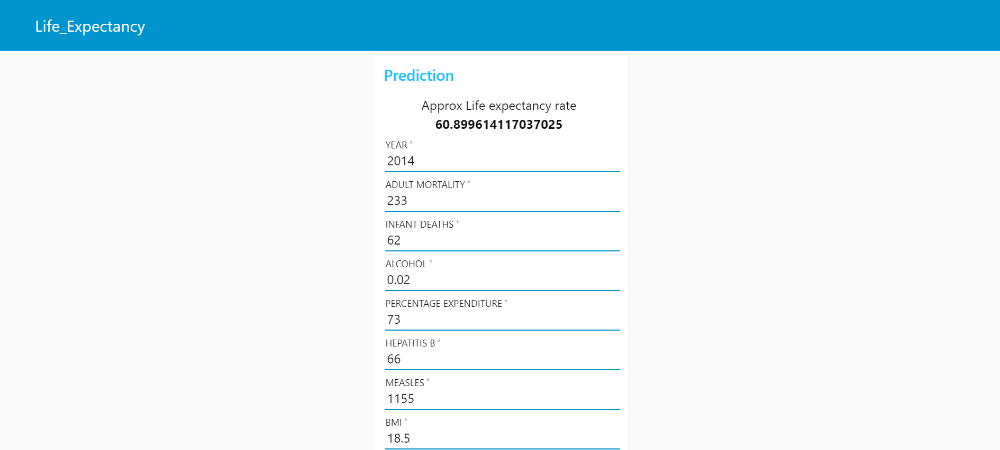 Life_Expectancy
Prediction
Approx Life expectancy rate
60.899614117037025
YEAR *
2014
ADULT MORTALITY *
233
INFANT DEATHS *
62
ALCOHOL *
0.02
PERCENTAGE EXPENDITURE *
73
HEPATITIS B *
66
MEASLES *
1155
BMI *
18.5